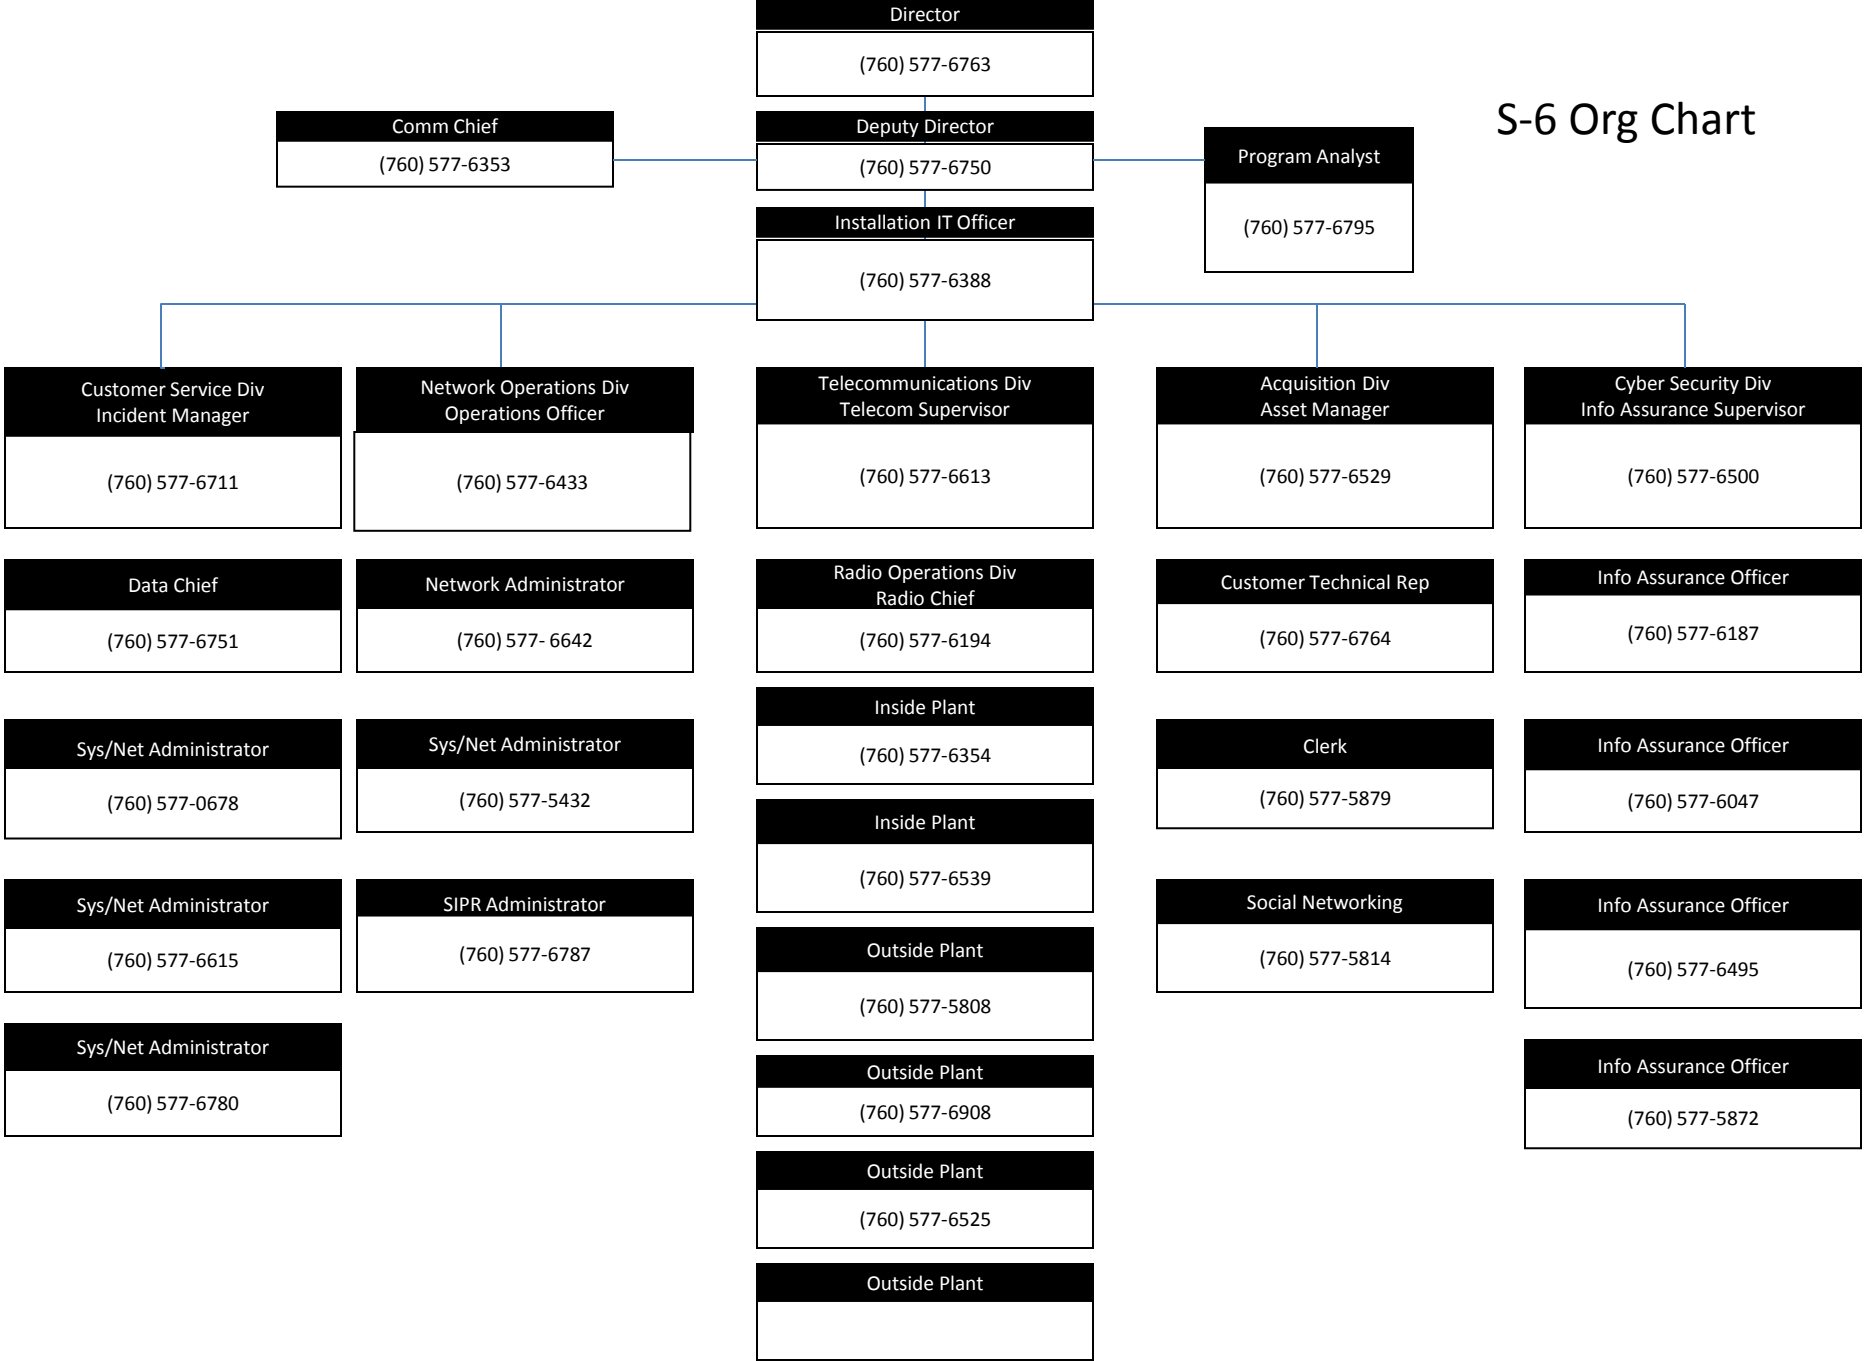 Director
(760) 577-6763
S-6 Org Chart
Comm Chief
(760) 577-6353
Deputy Director
(760) 577-6750
Program Analyst
(760) 577-6795
Installation IT Officer
(760) 577-6388
Customer Service Div
Incident Manager
(760) 577-6711
Data Chief
(760) 577-6751
Sys/Net Administrator
(760) 577-0678
Sys/Net Administrator
(760) 577-6615
Sys/Net Administrator
(760) 577-6780
Network Operations Div
Operations Officer
(760) 577-6433
Network Administrator
(760) 577- 6642
Sys/Net Administrator
(760) 577-5432
SIPR Administrator
(760) 577-6787
Telecommunications Div
Telecom Supervisor
(760) 577-6613
Radio Operations Div
Radio Chief
(760) 577-6194
Inside Plant
(760) 577-6354
Inside Plant
(760) 577-6539
Outside Plant
(760) 577-5808
Outside Plant
(760) 577-6908
Outside Plant
(760) 577-6525
Outside Plant
Acquisition Div
Asset Manager
(760) 577-6529
Customer Technical Rep
(760) 577-6764
Clerk
(760) 577-5879
Social Networking
(760) 577-5814
Cyber Security Div
Info Assurance Supervisor
(760) 577-6500
Info Assurance Officer
(760) 577-6187
Info Assurance Officer
(760) 577-6047
Info Assurance Officer
(760) 577-6495
Info Assurance Officer
(760) 577-5872